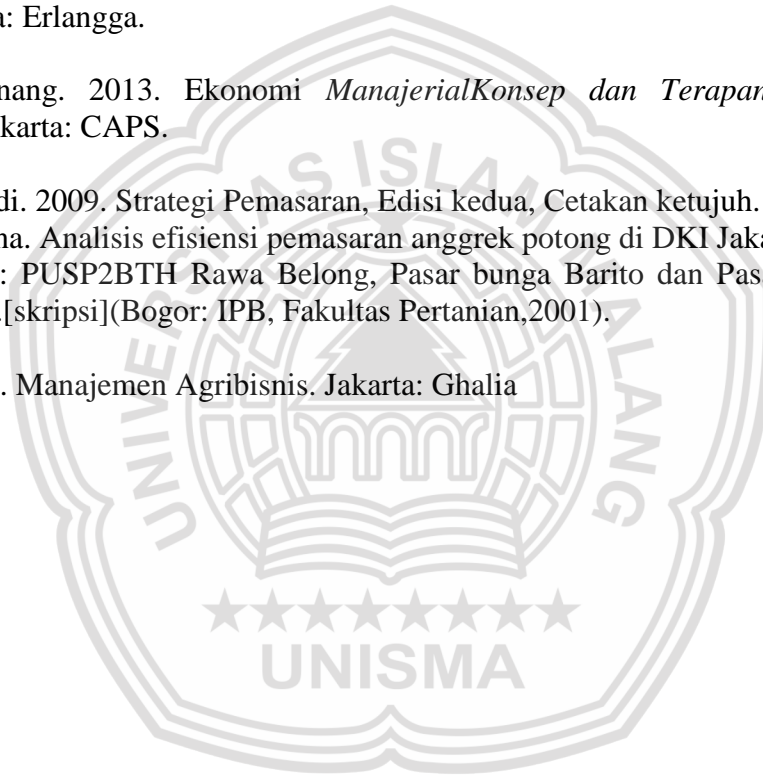 a: Erlangga.
nang. 2013. Ekonomi ManajerialKonsep dan Terapan
karta: CAPS.
di. 2009. Strategi Pemasaran, Edisi kedua, Cetakan ketujuh.
na. Analisis efisiensi pemasaran anggrek potong di DKI Jaka
: PUSP2BTH Rawa Belong, Pasar bunga Barito dan Pas
.[skripsi](Bogor: IPB, Fakultas Pertanian,2001).
. Manajemen Agribisnis. Jakarta: Ghalia
UNIVERSITAS ISLAM MALANG
UNISMA